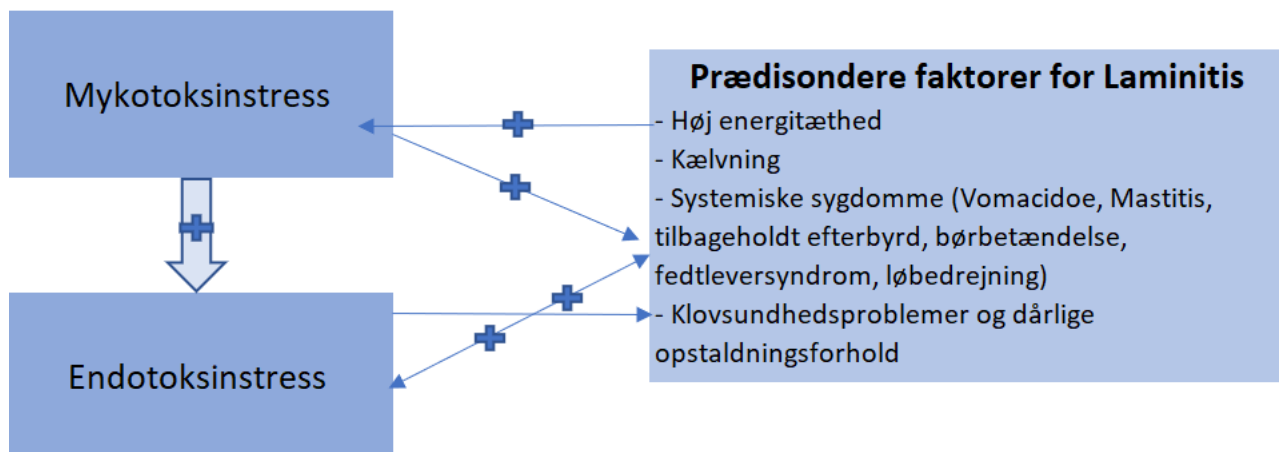 Mykotoksinstress
Prædisondere faktorer for Laminitis
- Høj energitæthed
- Kælvning
- Systemiske sygdomme (Vomacidoe, Mastitis,
tilbageholdt efterbyrd, børbetændelse,
fedtleversyndrom, løbedrejning)
- Klovsundhedsproblemer og dårlige
opstaldningsforhold
Endotoksinstress